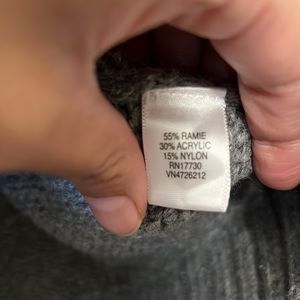 55% RAMIE
30% ACRYLIC
15% NYLON
RN17730
VN4726212